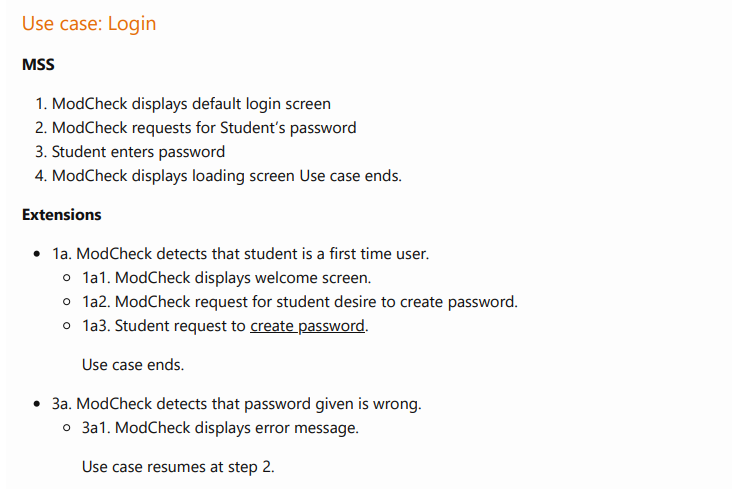 Use case: Login
MSS
1. ModCheck displays default login screen
2. ModCheck requests for Student's password
3. Student enters password
4. ModCheck displays loading screen Use case ends.
Extensions
• 1a. ModCheck detects that student is a first time user.
○ 1a1. ModCheck displays welcome screen.
○ 1a2. ModCheck request for student desire to create password.
○ 1a3. Student request to create password.
Use case ends.
• 3a. ModCheck detects that password given is wrong.
○ 3a1. ModCheck displays error message.
Use case resumes at step 2.